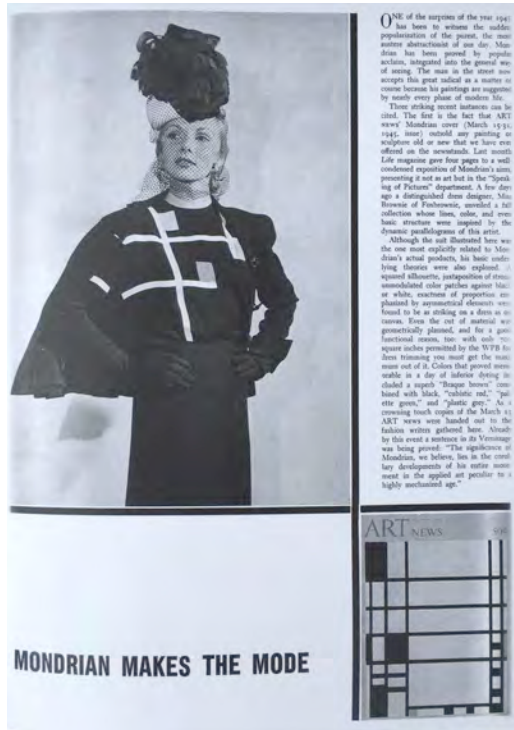 ONE of the surprises of the year 1945
has been to witness the sudden
popularization of the purest, the most
austere abstractionist of our day. Mon-
drian has been proved by popular
acclaim, integrated into the general way
of seeing. The man in the street now
accepts this great radical as a matter of
course because his paintings are suggested
by nearly every phase of modern life.
Three striking recent instances can be
cited. The first is the fact that ART
NEWS' Mondrian cover (March 15-31,
1945, issue) outsold any painting or
sculpture old or new that we have ever
offered on the newsstands. Last month
Life magazine gave four pages to a well
condensed exposition of Mondrian's aims,
presenting it not as art but in the "Speak-
ing of Pictures" department. A few days
ago a distinguished dress designer, Miss
Brownie of Foxbrownie, unveiled a full
collection whose lines, color, and even
basic structure were inspired by the
dynamic parallelograms of this artist.
Although the suit illustrated here was
the one most explicitly related to Mon-
drian's actual products, his basic under-
lying theories were also explored. A
squared silhouette, juxtaposition of strong
unmodulated color patches against black
or white, exactness of proportion em-
phasized by asymmetrical elements were
found to be as striking on a dress as on
canvas. Even the cut of material was
geometrically planned, and for a good
functional reason, too: with only
square inches permitted by the WPB for
dress trimming you must get the most
out of it. Colors that proved mem-
orable in a day of inferior dyeing in-
cluded a superb "Braque brown" com-
bined with black, "cubistic red," "pal-
ette green," and "plastic grey." As a
crowning touch copies of the March 15
ART NEWS were handed out to the
fashion writers gathered here. Already
by this event a sentence in its Vernissage
was being proved: "The significance of
Mondrian, we believe, lies in the
developments of his entire move-
ment in the applied art peculiar to a
highly mechanized age."
ART NEWS
MONDRIAN MAKES THE MODE